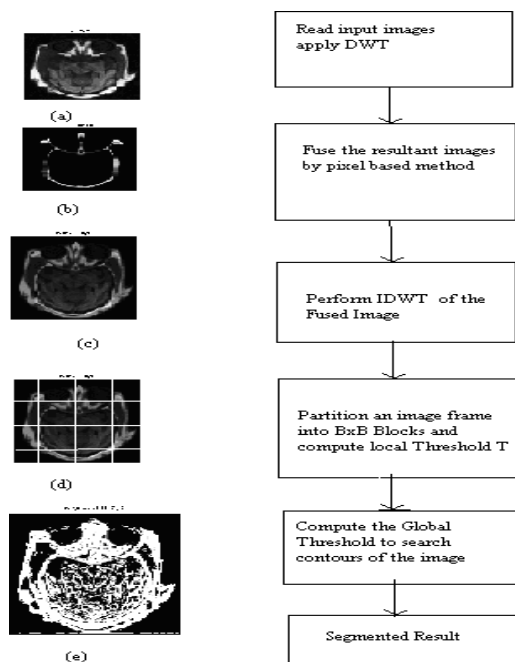 Read input images
apply DWT
(a)
Fuse the resultant images
by pixel based method
(b)
Perform IDWT of the
Fused Image
(c)
Partition an image frame
into BxB Blocks and
compute local Threshold T
(d)
Compute the Global
Threshold to search
contours of the image
Segmented Result
(e)